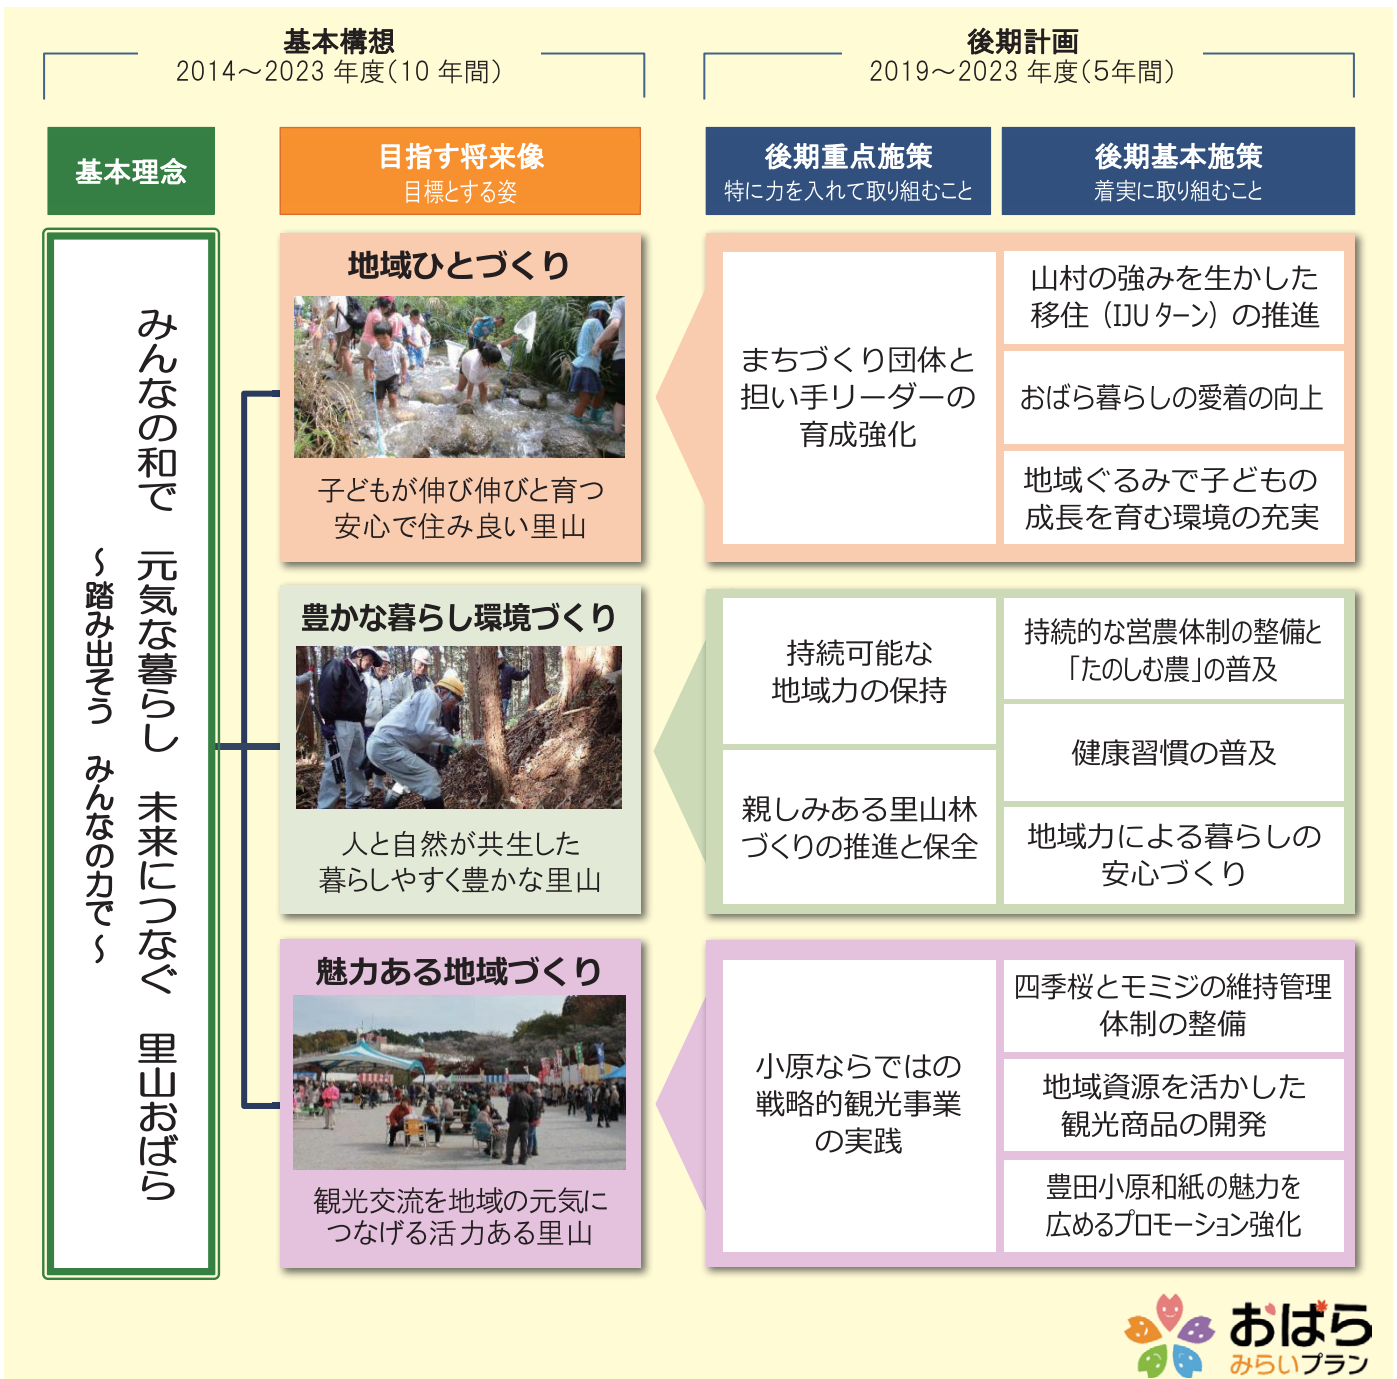 基本構想
2014～2023 年度（10 年間）
後期計画
2019～2023 年度（5年間）
基本理念
目指す将来像
目標とする姿
後期重点施策
特に力を入れて取り組むこと
後期基本施策
着実に取り組むこと
みんなの和で　元気な暮らし　未来につなぐ　里山おばら
～踏み出そう　みんなの力で～
地域ひとづくり
子どもが伸び伸びと育つ
安心で住み良い里山
まちづくり団体と
担い手リーダーの
育成強化
山村の強みを生かした
移住（IJUターン）の推進
おばら暮らしの愛着の向上
地域ぐるみで子どもの
成長を育む環境の充実
豊かな暮らし環境づくり
人と自然が共生した
暮らしやすく豊かな里山
持続可能な
地域力の保持
親しみある里山林
づくりの推進と保全
持続的な営農体制の整備と
「たのしむ農」の普及
健康習慣の普及
地域力による暮らしの
安心づくり
魅力ある地域づくり
観光交流を地域の元気に
つなげる活力ある里山
小原ならではの
戦略的観光事業
の実践
四季桜とモミジの維持管理
体制の整備
地域資源を活かした
観光商品の開発
豊田小原和紙の魅力を
広めるプロモーション強化
おばら
みらいプラン